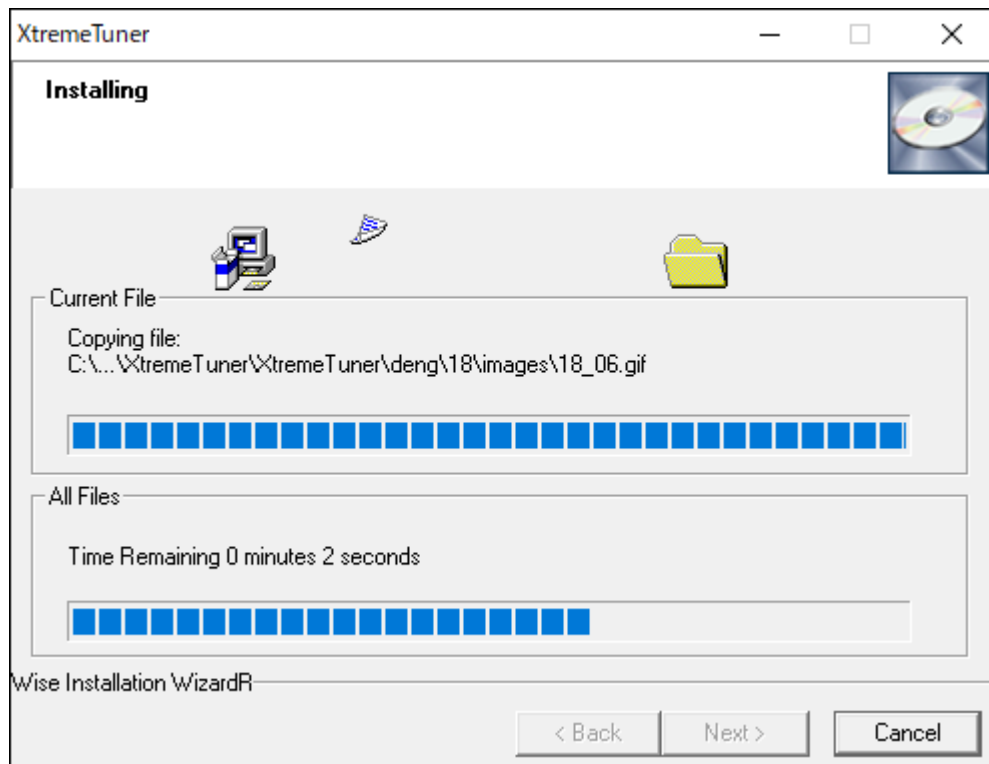 XtremeTuner
Installing
Current File
Copying file:
C:\...\XtremeTuner\XtremeTuner\deng\18\images\18_06.gif
All Files
Time Remaining 0 minutes 2 seconds
Wise Installation WizardR
< Back
Next >
Cancel